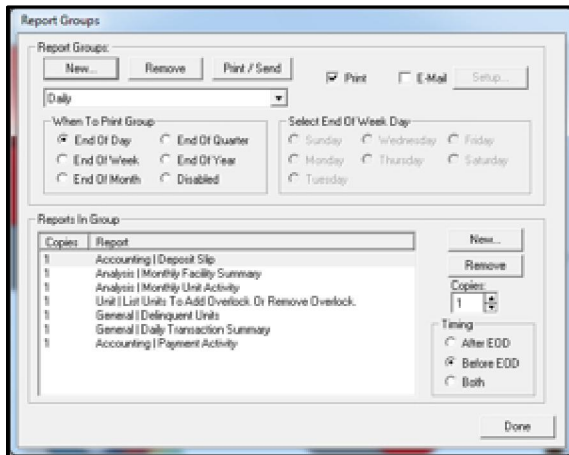 Report Groups
Report Groups:
New... Remove Print / Send Print E-Mail Setup...
Daily
When To Print Group
End Of Day End Of Quarter
End Of Week End Of Year
End Of Month Disabled
Select End Of Week Day
Sunday Wednesday Friday
Monday Thursday Saturday
Tuesday
Reports In Group
Copies Report
1 Accounting | Deposit Slip
1 Analysis | Monthly Facility Summary
1 Analysis | Monthly Unit Activity
1 Unit | List Units To Add Overlock Or Remove Overlock.
1 General | Delinquent Units
1 General | Daily Transaction Summary
1 Accounting | Payment Activity
New...
Remove
Copies:
1
Timing
After EOD
Before EOD
Both
Done